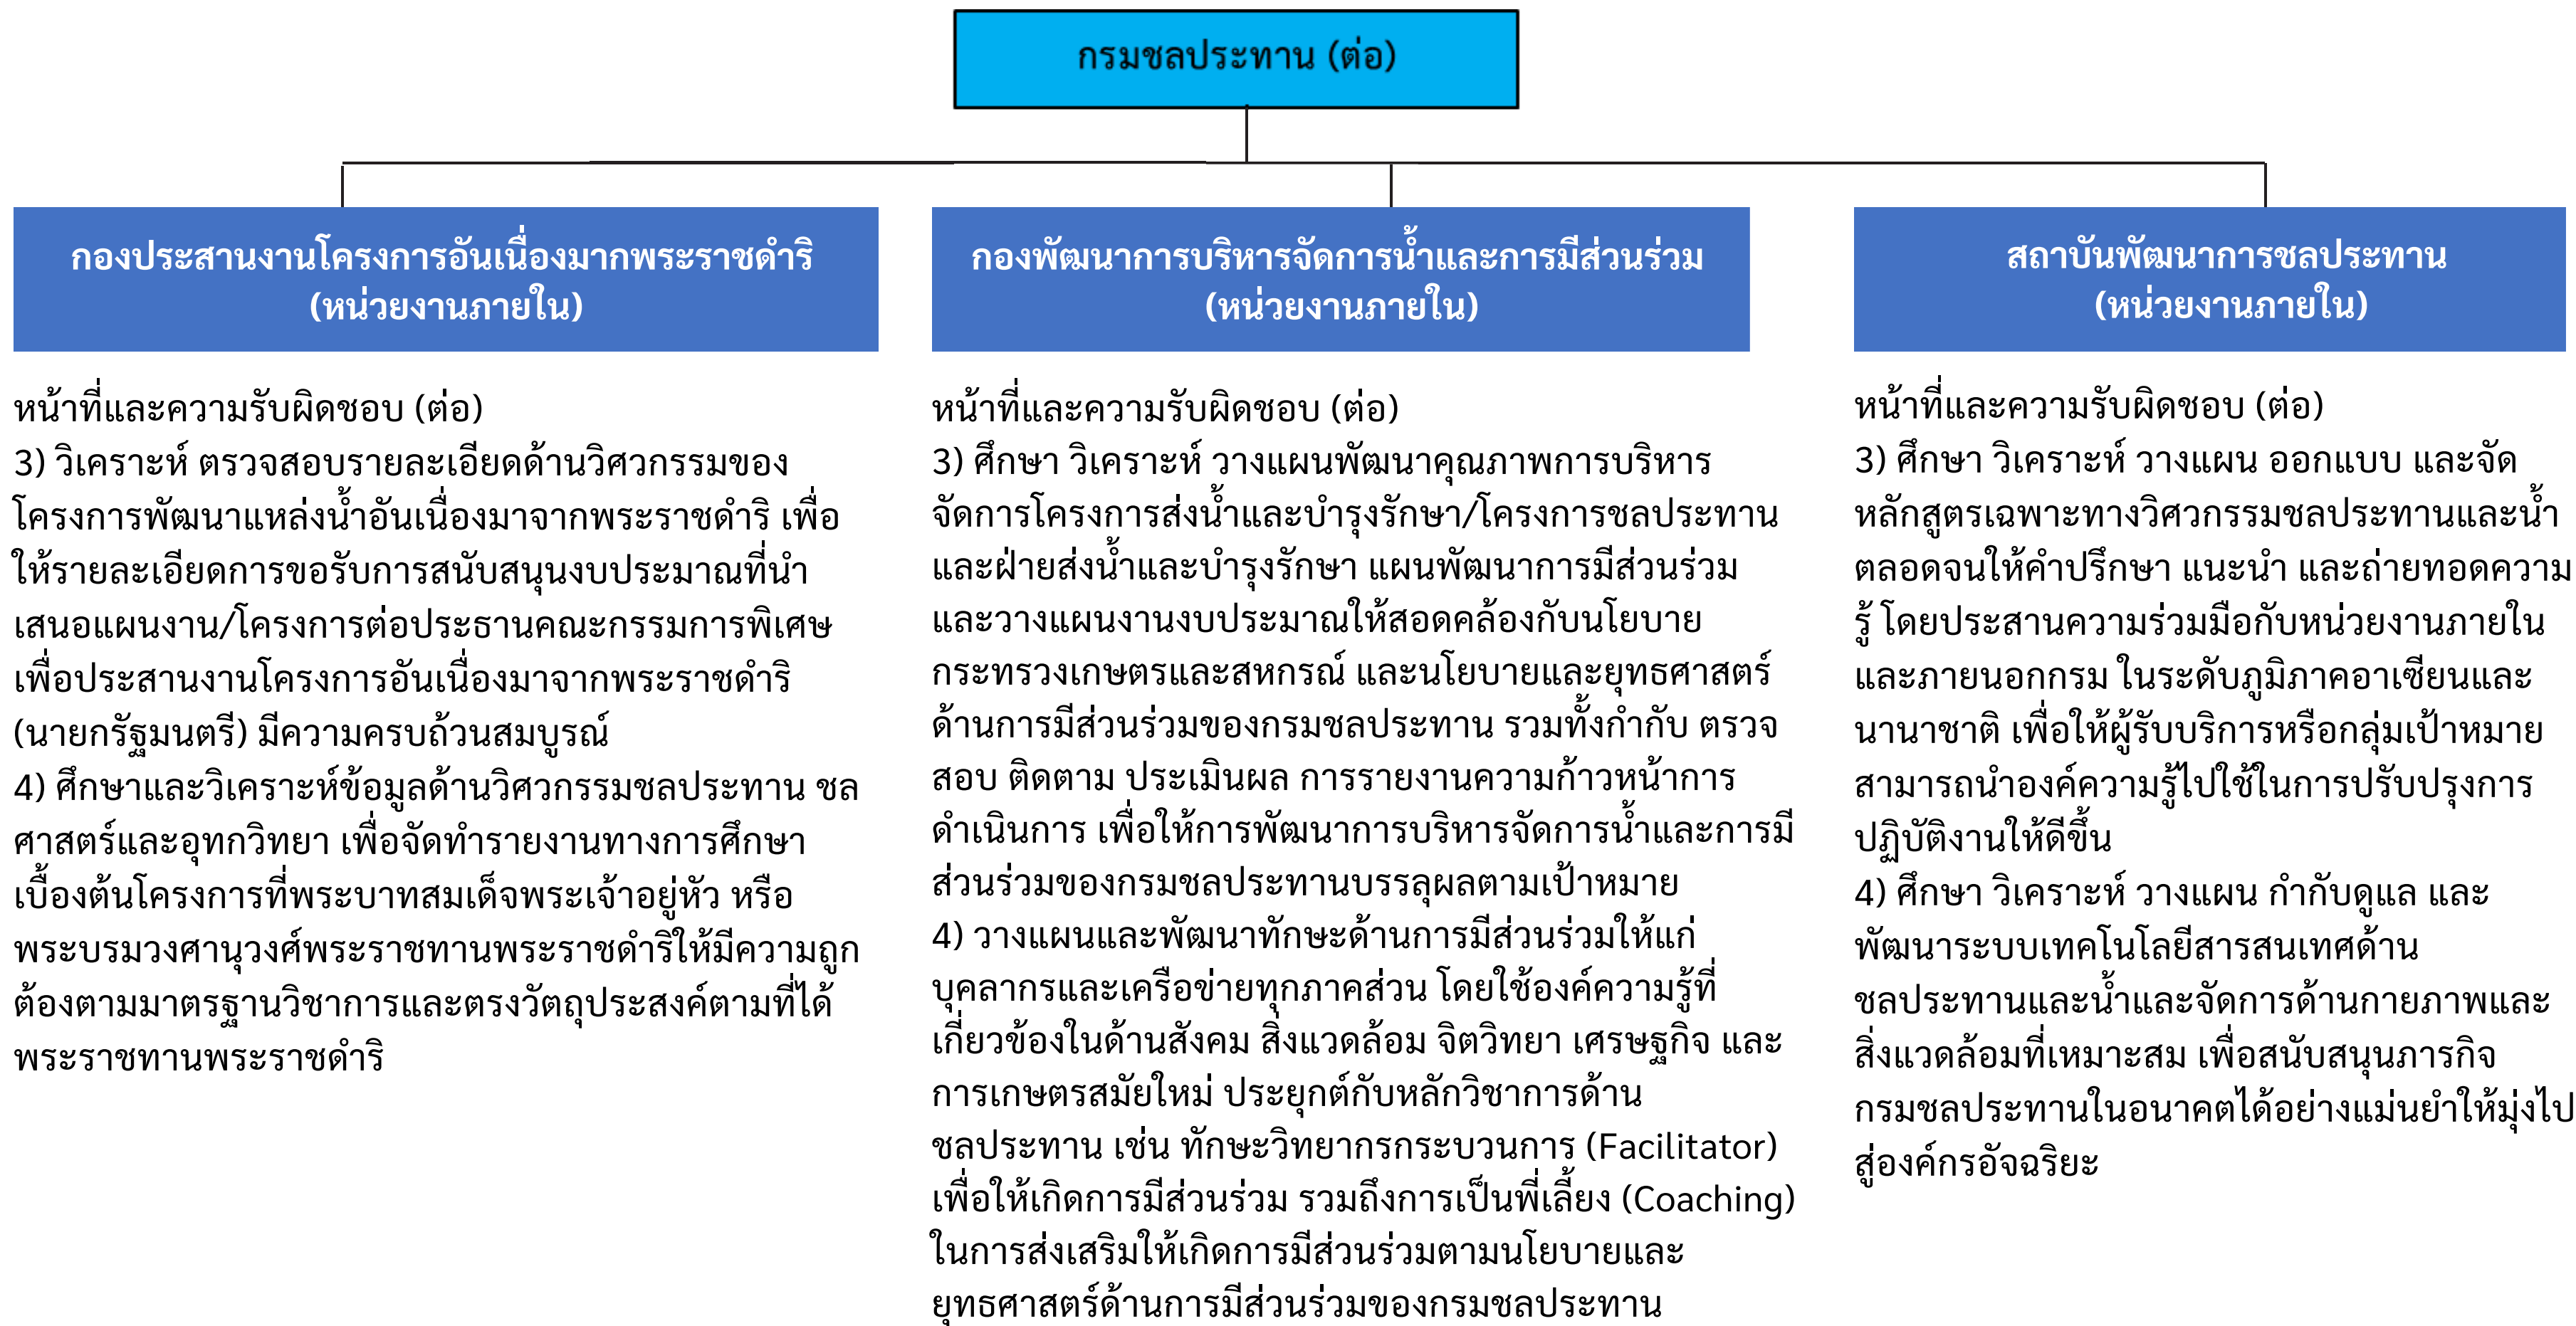 กรมชลประทาน (ต่อ)
กองประสานงานโครงการอันเนื่องมากพระราชดำริ
(หน่วยงานภายใน)
หน้าที่และความรับผิดชอบ (ต่อ)
3) วิเคราะห์ ตรวจสอบรายละเอียดด้านวิศวกรรมของ
โครงการพัฒนาแหล่งน้ำอันเนื่องมาจากพระราชดำริ เพื่อ
ให้รายละเอียดการขอรับการสนับสนุนงบประมาณที่นำ
เสนอแผนงาน/โครงการต่อประธานคณะกรรมการพิเศษ
เพื่อประสานงานโครงการอันเนื่องมาจากพระราชดำริ
(นายกรัฐมนตรี) มีความครบถ้วนสมบูรณ์
4) ศึกษาและวิเคราะห์ข้อมูลด้านวิศวกรรมชลประทาน ชล
ศาสตร์และอุทกวิทยา เพื่อจัดทำรายงานทางการศึกษา
เบื้องต้นโครงการที่พระบาทสมเด็จพระเจ้าอยู่หัว หรือ
พระบรมวงศานุวงศ์พระราชทานพระราชดำริให้มีความถูก
ต้องตามมาตรฐานวิชาการและตรงวัตถุประสงค์ตามที่ได้
พระราชทานพระราชดำริ
กองพัฒนาการบริหารจัดการน้ำและการมีส่วนร่วม
(หน่วยงานภายใน)
หน้าที่และความรับผิดชอบ (ต่อ)
3) ศึกษา วิเคราะห์ วางแผนพัฒนาคุณภาพการบริหาร
จัดการโครงการส่งน้ำและบำรุงรักษา/โครงการชลประทาน
และฝ่ายส่งน้ำและบำรุงรักษา แผนพัฒนาการมีส่วนร่วม
และวางแผนงานงบประมาณให้สอดคล้องกับนโยบาย
กระทรวงเกษตรและสหกรณ์ และนโยบายและยุทธศาสตร์
ด้านการมีส่วนร่วมของกรมชลประทาน รวมทั้งกำกับ ตรวจ
สอบ ติดตาม ประเมินผล การรายงานความก้าวหน้าการ
ดำเนินการ เพื่อให้การพัฒนาการบริหารจัดการน้ำและการมี
ส่วนร่วมของกรมชลประทานบรรลุผลตามเป้าหมาย
4) วางแผนและพัฒนาทักษะด้านการมีส่วนร่วมให้แก่
บุคลากรและเครือข่ายทุกภาคส่วน โดยใช้องค์ความรู้ที่
เกี่ยวข้องในด้านสังคม สิ่งแวดล้อม จิตวิทยา เศรษฐกิจ และ
การเกษตรสมัยใหม่ ประยุกต์กับหลักวิชาการด้าน
ชลประทาน เช่น ทักษะวิทยากรกระบวนการ (Facilitator)
เพื่อให้เกิดการมีส่วนร่วม รวมถึงการเป็นพี่เลี้ยง (Coaching)
ในการส่งเสริมให้เกิดการมีส่วนร่วมตามนโยบายและ
ยุทธศาสตร์ด้านการมีส่วนร่วมของกรมชลประทาน
สถาบันพัฒนาการชลประทาน
(หน่วยงานภายใน)
หน้าที่และความรับผิดชอบ (ต่อ)
3) ศึกษา วิเคราะห์ วางแผน ออกแบบ และจัด
หลักสูตรเฉพาะทางวิศวกรรมชลประทานและน้ำ
ตลอดจนให้คำปรึกษา แนะนำ และถ่ายทอดความ
รู้ โดยประสานความร่วมมือกับหน่วยงานภายใน
และภายนอกกรม ในระดับภูมิภาคอาเซียนและ
นานาชาติ เพื่อให้ผู้รับบริการหรือกลุ่มเป้าหมาย
สามารถนำองค์ความรู้ไปใช้ในการปรับปรุงการ
ปฏิบัติงานให้ดีขึ้น
4) ศึกษา วิเคราะห์ วางแผน กำกับดูแล และ
พัฒนาระบบเทคโนโลยีสารสนเทศด้าน
ชลประทานและน้ำและจัดการด้านกายภาพและ
สิ่งแวดล้อมที่เหมาะสม เพื่อสนับสนุนภารกิจ
กรมชลประทานในอนาคตได้อย่างแม่นยำให้มุ่งไป
สู่องค์กรอัจฉริยะ